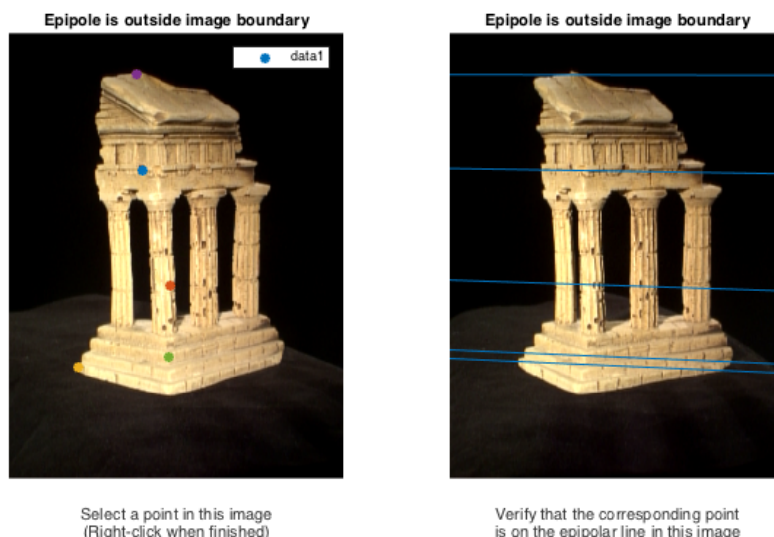 Epipole is outside image boundary
data1
Select a point in this image
(Right-click when finished)
Epipole is outside image boundary
Verify that the corresponding point
is on the epipolar line in this image